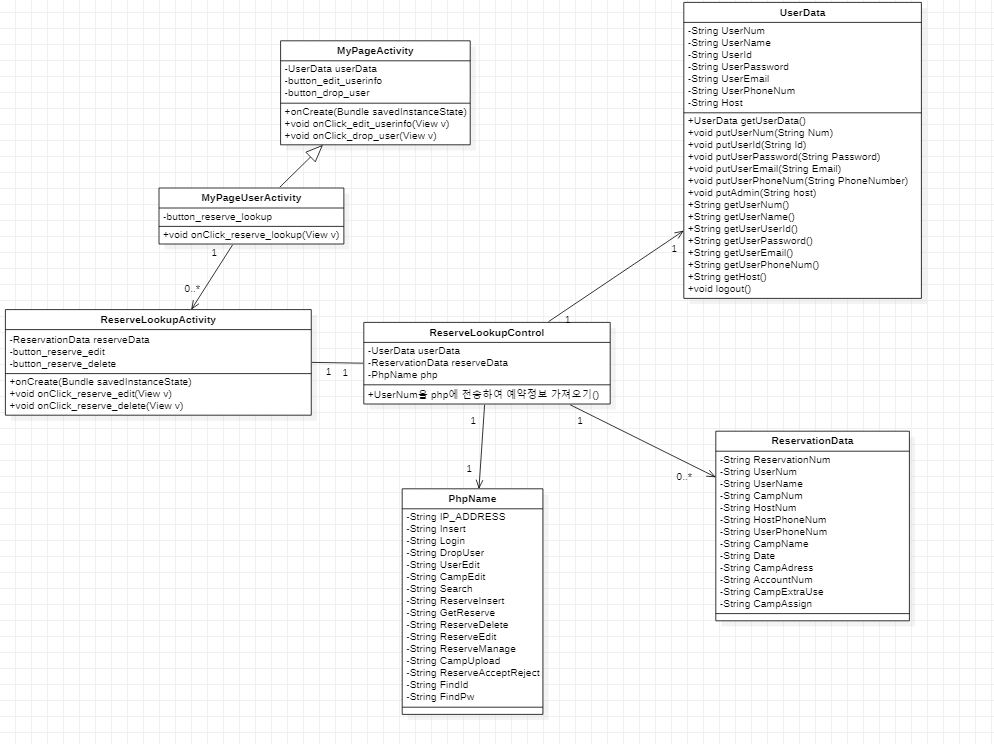 MyPageActivity
-UserData userData
-button_edit_userinfo
-button_drop_user
+onCreate(Bundle savedInstanceState)
+void onClick_edit_userinfo(View v)
+void onClick_drop_user(View v)
UserData
-String UserNum
-String UserName
-String UserId
-String UserPassword
-String UserEmail
-String UserPhoneNum
-String Host
+UserData getUserData()
+void putUserNum(String Num)
+void putUserId(String Id)
+void putUserPassword(String Password)
+void putUserEmail(String Email)
+void putUserPhoneNum(String PhoneNumber)
+void putAdmin(String host)
+String getUserNum()
+String getUserName()
+String getUserUserId()
+String getUserPassword()
+String getUserEmail()
+String getUserPhoneNum()
+String getHost()
+void logout()
MyPageUserActivity
-button_reserve_lookup
+void onClick_reserve_lookup(View v)
1
0..*
1
1
ReserveLookupActivity
-ReservationData reserveData
-button_reserve_edit
-button_reserve_delete
+onCreate(Bundle savedInstanceState)
+void onClick_reserve_edit(View v)
+void onClick_reserve_delete(View v)
1
1
ReserveLookupControl
-UserData userData
-ReservationData reserveData
-PhpName php
+UserNum을 php에 전송하여 예약정보 가져오기()
1
1
1
0..*
PhpName
-String IP_ADDRESS
-String Insert
-String Login
-String DropUser
-String UserEdit
-String CampEdit
-String Search
-String ReserveInsert
-String GetReserve
-String ReserveDelete
-String ReserveEdit
-String ReserveManage
-String CampUpload
-String ReserveAcceptReject
-String FindId
-String FindPw
ReservationData
-String ReservationNum
-String UserNum
-String UserName
-String CampNum
-String HostNum
-String HostPhoneNum
-String UserPhoneNum
-String CampName
-String Date
-String CampAdress
-String AccountNum
-String CampExtraUse
-String CampAssign